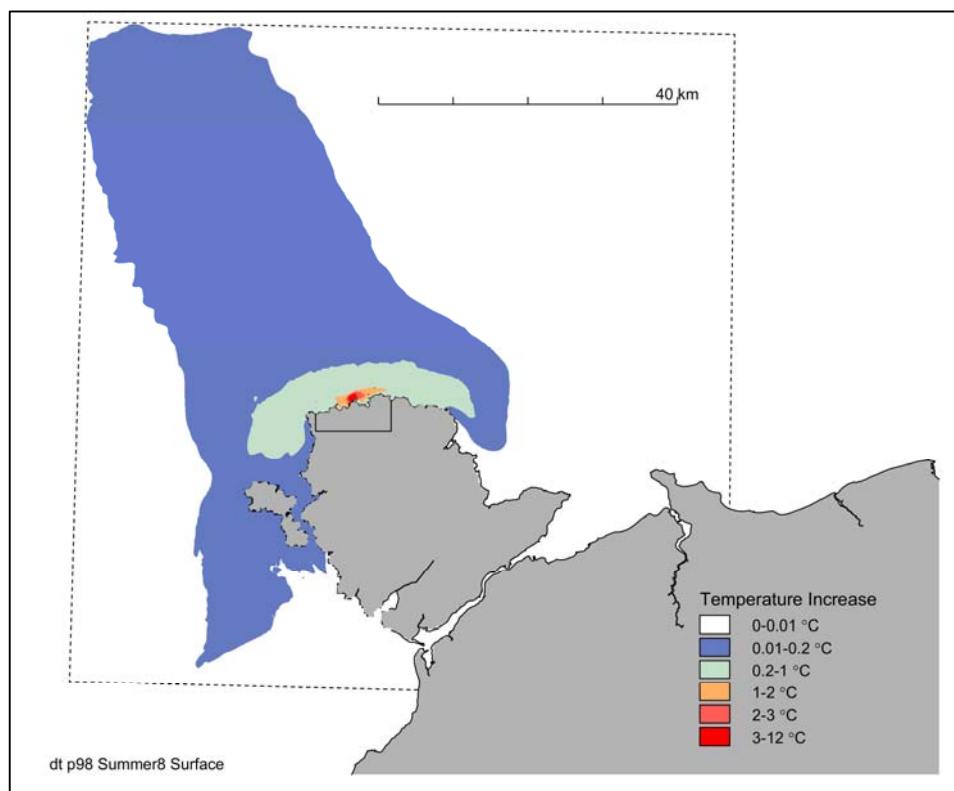 40 km
Temperature Increase
0-0.01 °C
0.01-0.2 °C
0.2-1 °C
1-2 °C
2-3 °C
3-12 °C
dt p98 Summer8 Surface